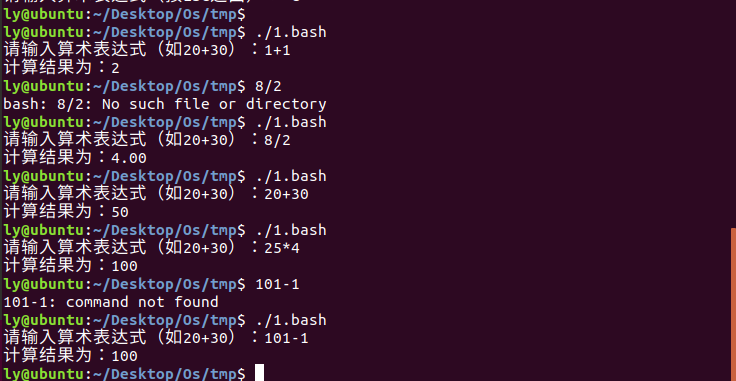 ly@ubuntu:~/Desktop/Os/tmp$
ly@ubuntu:~/Desktop/Os/tmp$ ./1.bash
请输入算术表达式（如20+30）：1+1
计算结果为：2
ly@ubuntu:~/Desktop/Os/tmp$ 8/2
bash: 8/2: No such file or directory
ly@ubuntu:~/Desktop/Os/tmp$ ./1.bash
请输入算术表达式（如20+30）：8/2
计算结果为：4.00
ly@ubuntu:~/Desktop/Os/tmp$ ./1.bash
请输入算术表达式（如20+30）：20+30
计算结果为：50
ly@ubuntu:~/Desktop/Os/tmp$ ./1.bash
请输入算术表达式（如20+30）：25*4
计算结果为：100
ly@ubuntu:~/Desktop/Os/tmp$ 101-1
101-1: command not found
ly@ubuntu:~/Desktop/Os/tmp$ ./1.bash
请输入算术表达式（如20+30）：101-1
计算结果为：100
ly@ubuntu:~/Desktop/Os/tmp$